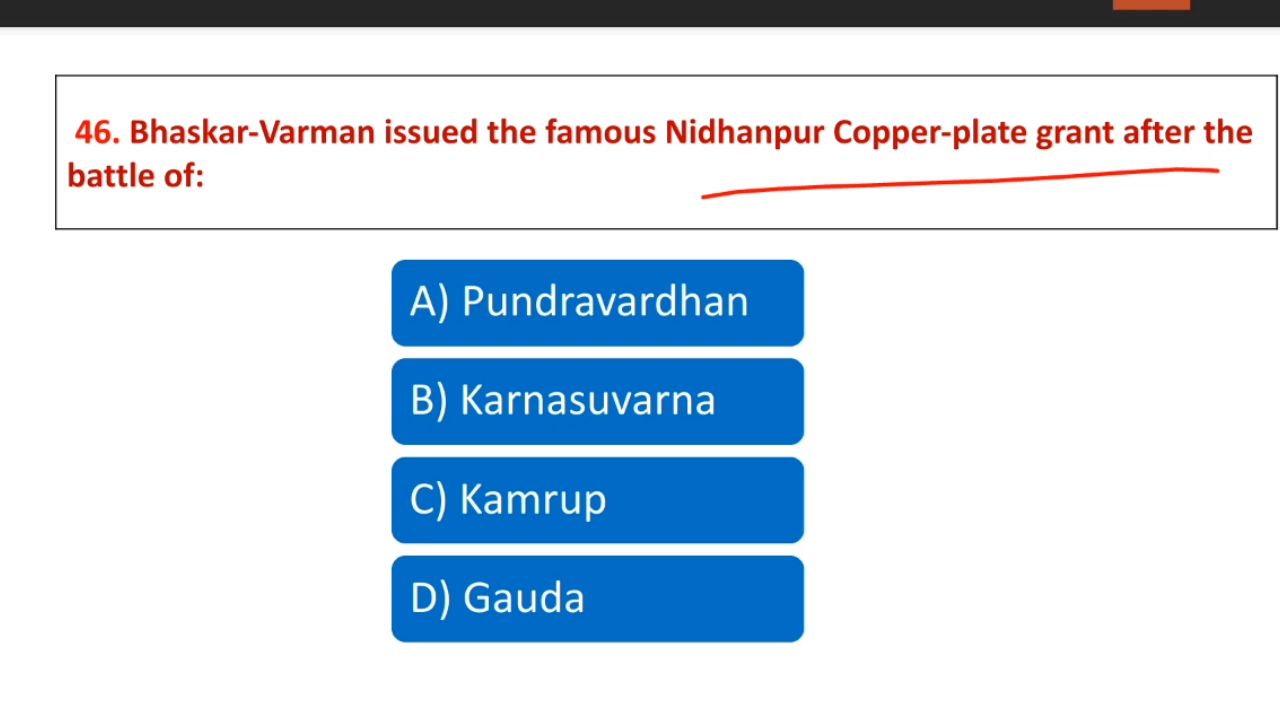 46. Bhaskar-Varman issued the famous Nidhanpur Copper-plate grant after the
battle of:
A) Pundravardhan
B) Karnasuvarna
C) Kamrup
D) Gauda